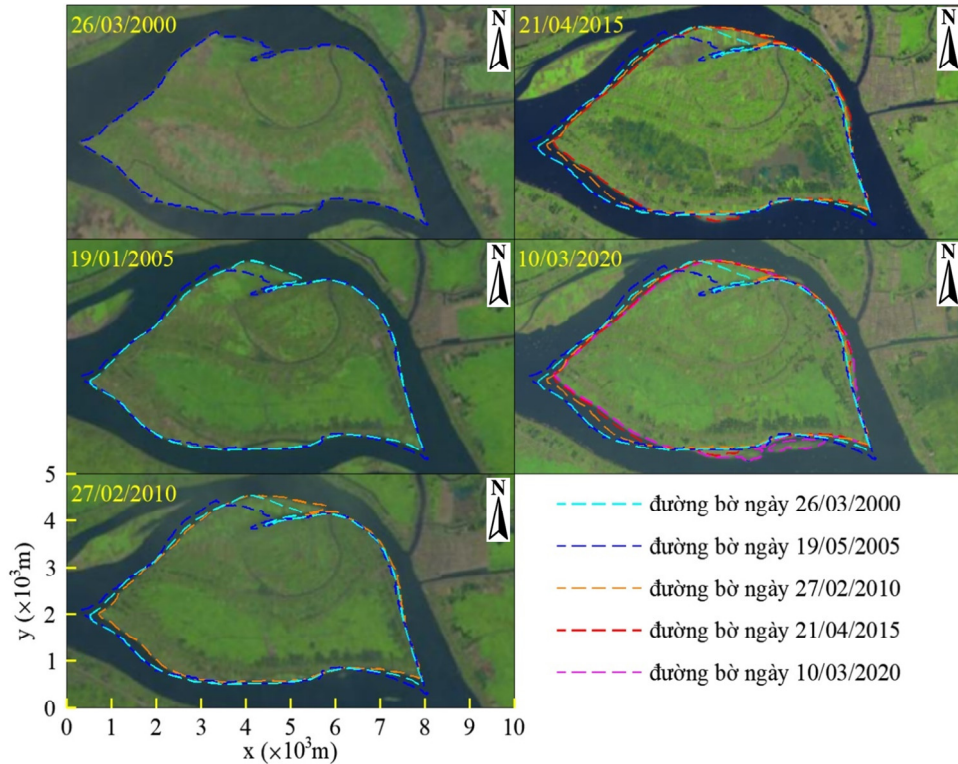 26/03/2000
N
21/04/2015
N
19/01/2005
N
10/03/2020
N
27/02/2010
N
5
4
3
2
1
0
y (×10³m)
0 1 2 3 4 5 6 7 8 9 10
x (×10³m)
đường bờ ngày 26/03/2000
đường bờ ngày 19/05/2005
đường bờ ngày 27/02/2010
đường bờ ngày 21/04/2015
đường bờ ngày 10/03/2020